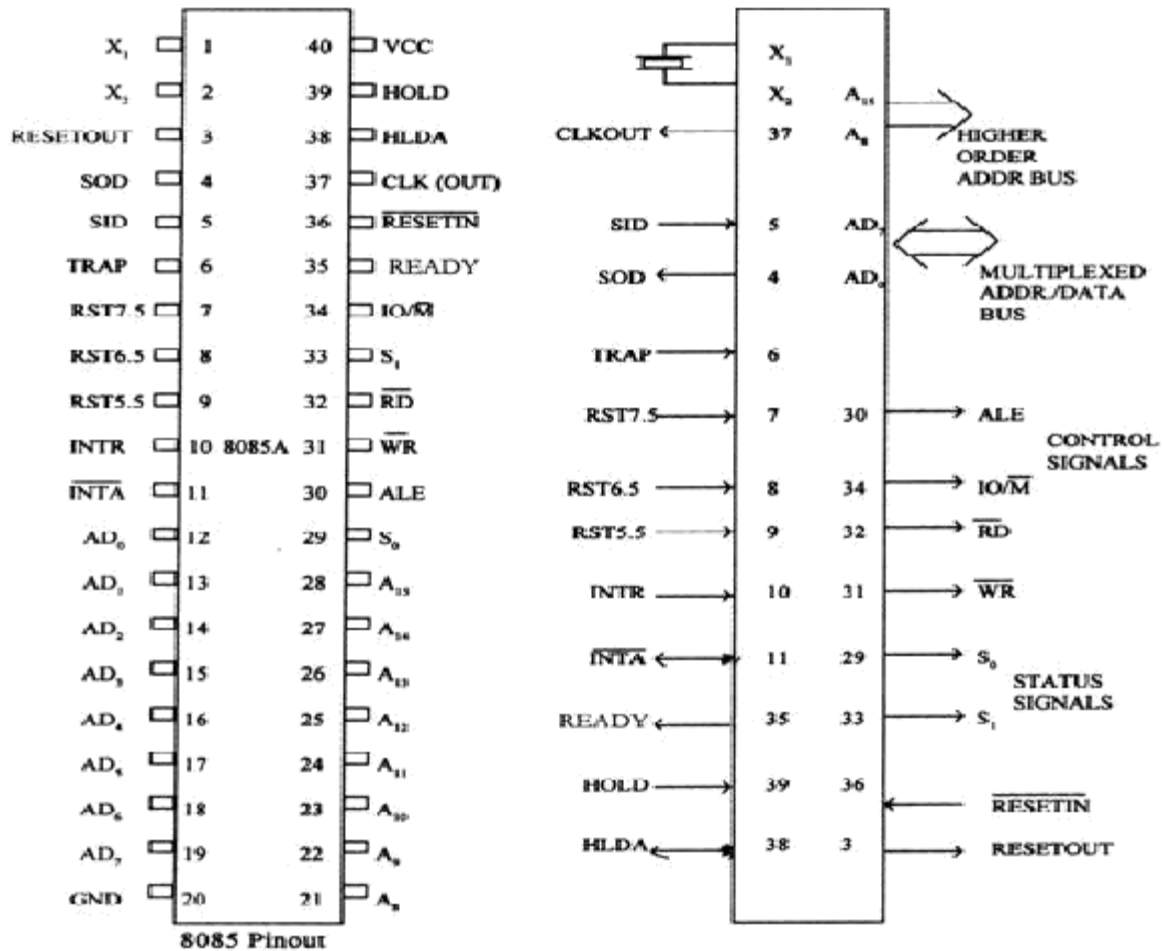 X₁ 1 40 VCC
X₂ 2 39 HOLD
RESETOUT 3 38 HLDA
SOD 4 37 CLK (OUT)
SID 5 36 RESETIN
TRAP 6 35 READY
RST7.5 7 34 IO/M
RST6.5 8 33 S₁
RST5.5 9 32 RD
INTR 10 8085A 31 WR
INTA 11 30 ALE
AD₀ 12 29 S₀
AD₁ 13 28 A₁₅
AD₂ 14 27 A₁₄
AD₃ 15 26 A₁₃
AD₄ 16 25 A₁₂
AD₅ 17 24 A₁₁
AD₆ 18 23 A₁₀
AD₇ 19 22 A₉
GND 20 21 A₈
8085 Pinout
X₁
X₂ A₁₅
CLKOUT 37 A₈
HIGHER
ORDER
ADDR BUS
SID 5 AD₇
SOD 4 AD₀
MULTIPLEXED
ADDR./DATA
BUS
TRAP 6
RST7.5 7 30 ALE
CONTROL
SIGNALS
RST6.5 8 34 IO/M
RST5.5 9 32 RD
INTR 10 31 WR
INTA 11 29 S₀
STATUS
SIGNALS
READY 35 33 S₁
HOLD 39 36
RESETIN
HLDA 38 3 RESETOUT